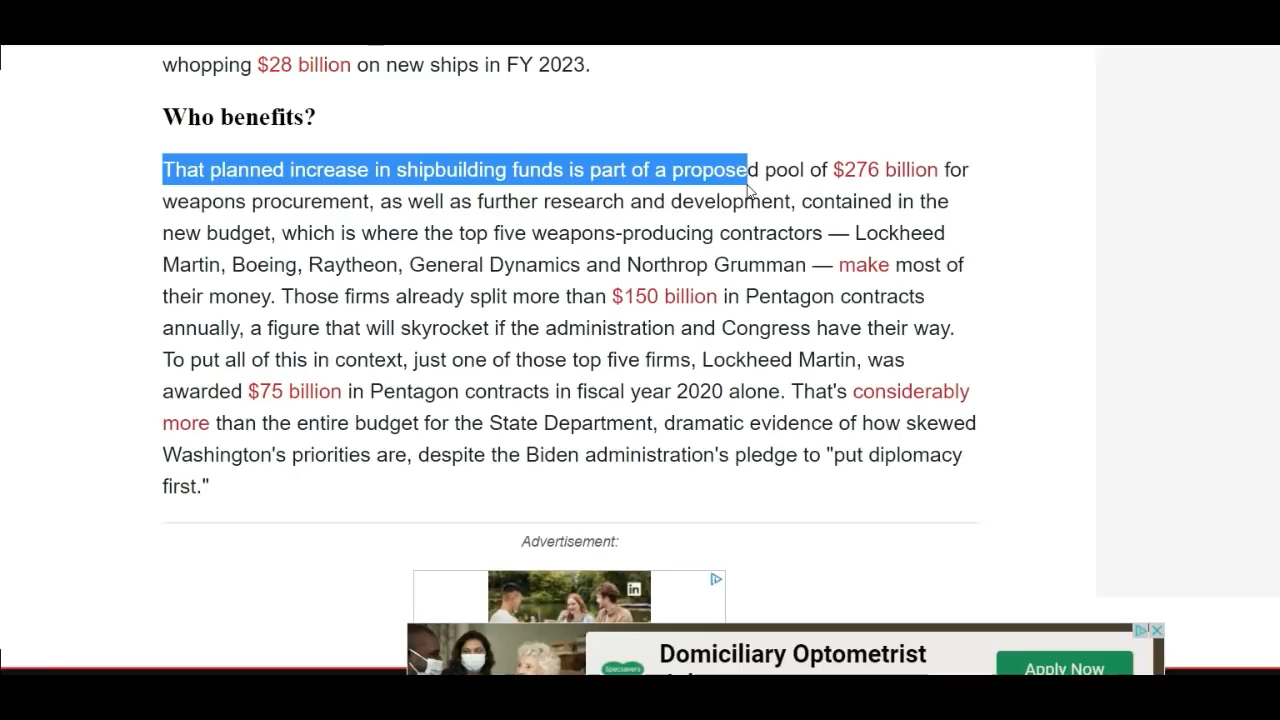 whopping $28 billion on new ships in FY 2023.
Who benefits?
That planned increase in shipbuilding funds is part of a proposed pool of $276 billion for
weapons procurement, as well as further research and development, contained in the
new budget, which is where the top five weapons-producing contractors — Lockheed
Martin, Boeing, Raytheon, General Dynamics and Northrop Grumman — make most of
their money. Those firms already split more than $150 billion in Pentagon contracts
annually, a figure that will skyrocket if the administration and Congress have their way.
To put all of this in context, just one of those top five firms, Lockheed Martin, was
awarded $75 billion in Pentagon contracts in fiscal year 2020 alone. That's considerably
more than the entire budget for the State Department, dramatic evidence of how skewed
Washington's priorities are, despite the Biden administration's pledge to "put diplomacy
first."
Advertisement:
in
Domiciliary Optometrist
Specsavers
Apply Now